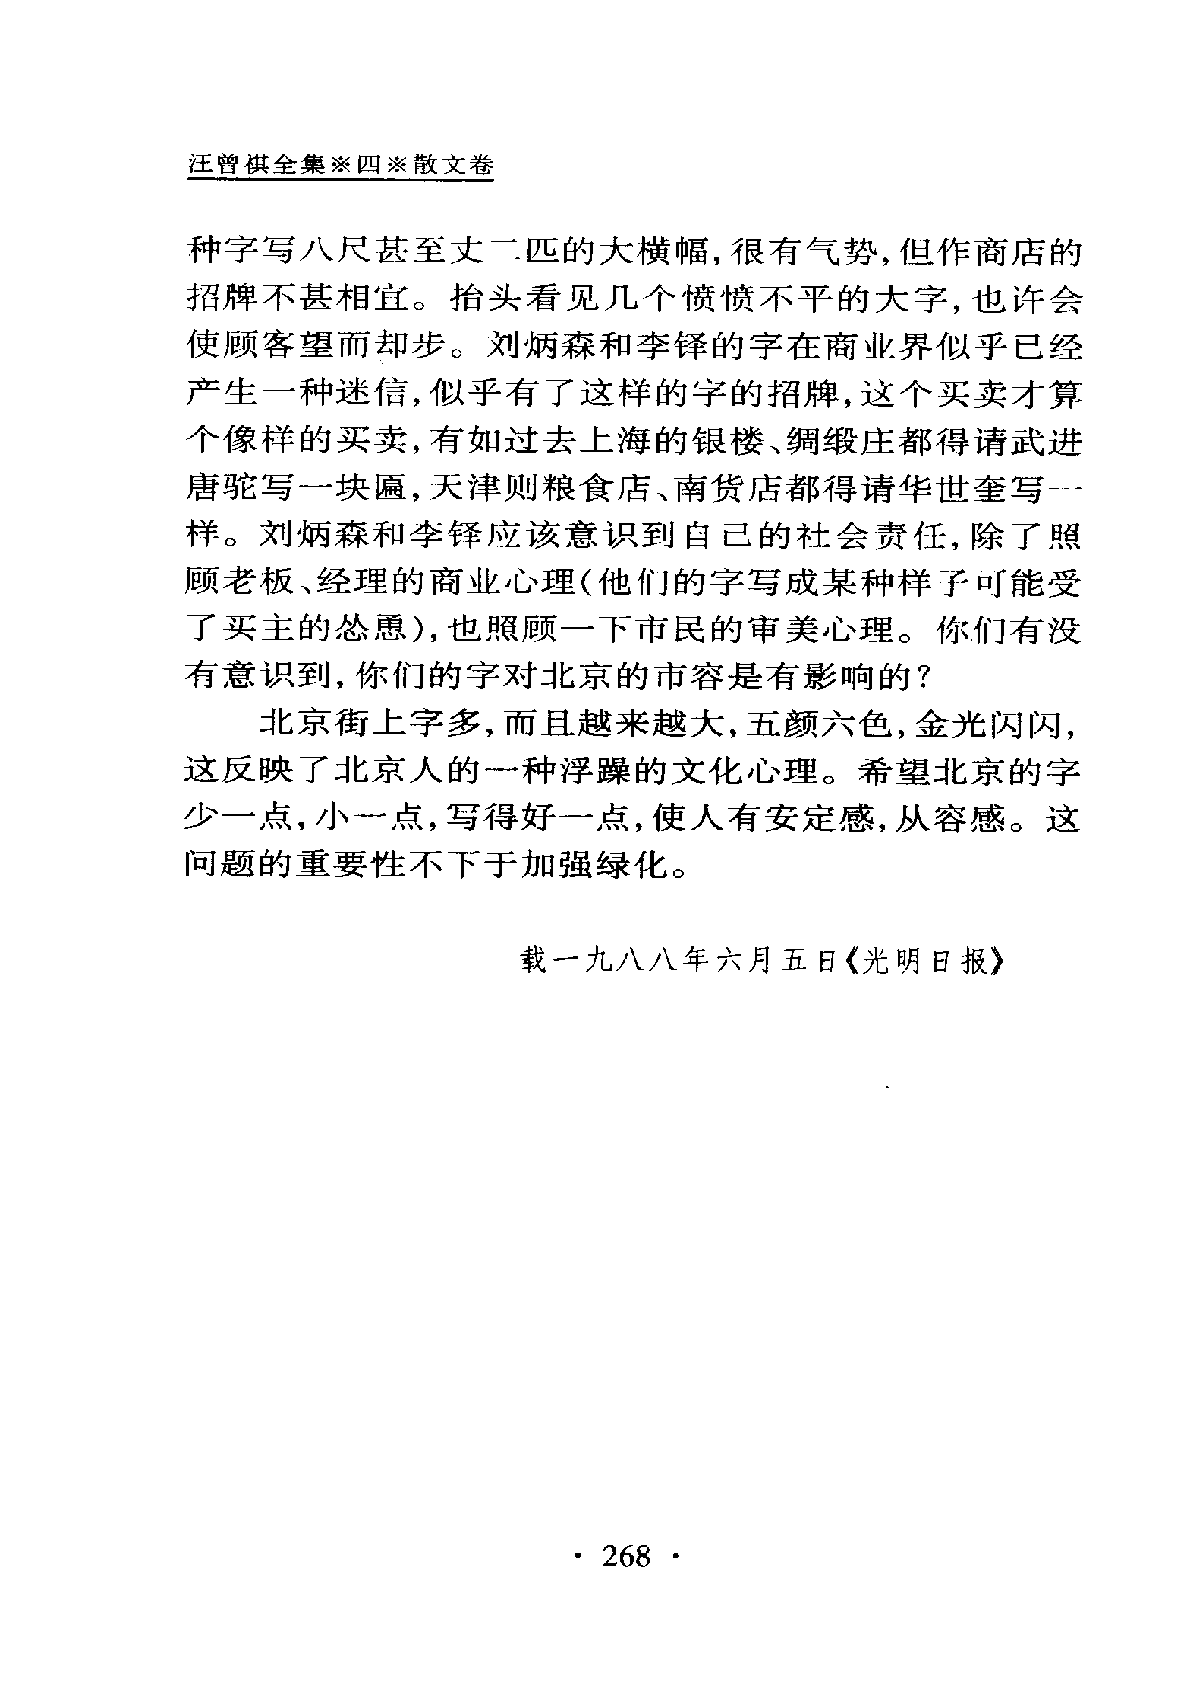 汪曾祺全集※四※散文卷
种字写八尺甚至丈二匹的大横幅,很有气势,但作商店的
招牌不甚相宜。抬头看见几个愤愤不平的大字,也许会
使顾客望而却步。刘炳森和李铎的字在商业界似乎已经
产生一种迷信,似乎有了这样的字的招牌,这个买卖才算
个像样的买卖,有如过去上海的银楼、绸缎庄都得请武进
唐驼写一块匾,天津则粮食店、南货店都得请华世奎写一
样。刘炳森和李铎应该意识到自己的社会责任,除了照
顾老板、经理的商业心理(他们的字写成某种样子可能受
了买主的怂恿),也照顾一下市民的审美心理。你们有没
有意识到,你们的字对北京的市容是有影响的?
北京街上字多,而且越来越大,五颜六色,金光闪闪,
这反映了北京人的一种浮躁的文化心理。希望北京的字
少一点,小一点,写得好一点,使人有安定感,从容感。这
问题的重要性不下于加强绿化。
载一九八八年六月五日《光明日报》
· 268 ·